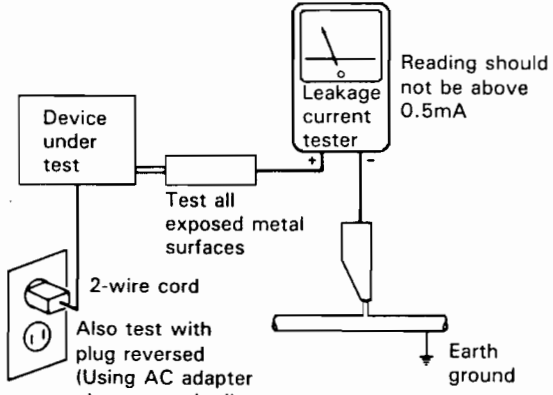 Reading should
not be above
0.5mA
Leakage
current
tester
+ -
Device
under
test
Test all
exposed metal
surfaces
2-wire cord
Also test with
plug reversed
(Using AC adapter
Earth
ground